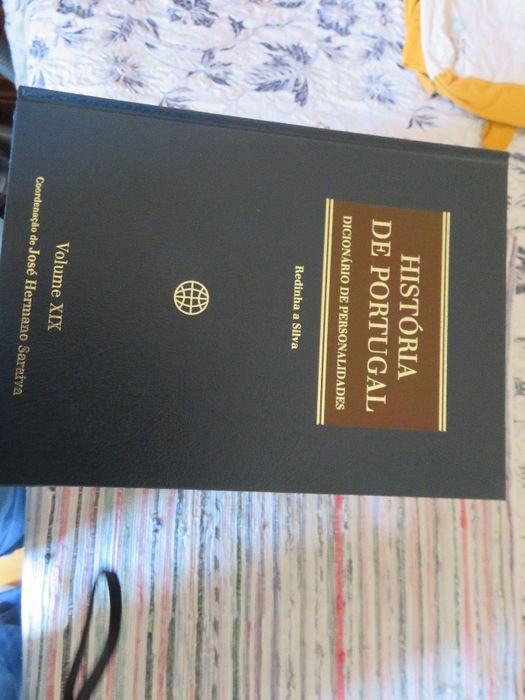 HISTÓRIA
DE PORTUGAL
DICIONÁRIO DE PERSONALIDADES
Redinha a Silva
Volume XIX
Coordenação de José Hermano Saraiva